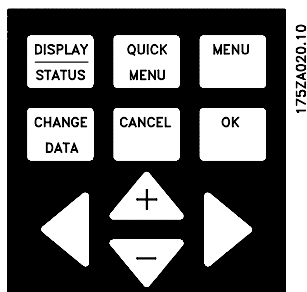 DISPLAY
STATUS
QUICK
MENU
MENU
CHANGE
DATA
CANCEL
OK
+
−
175ZA020.10